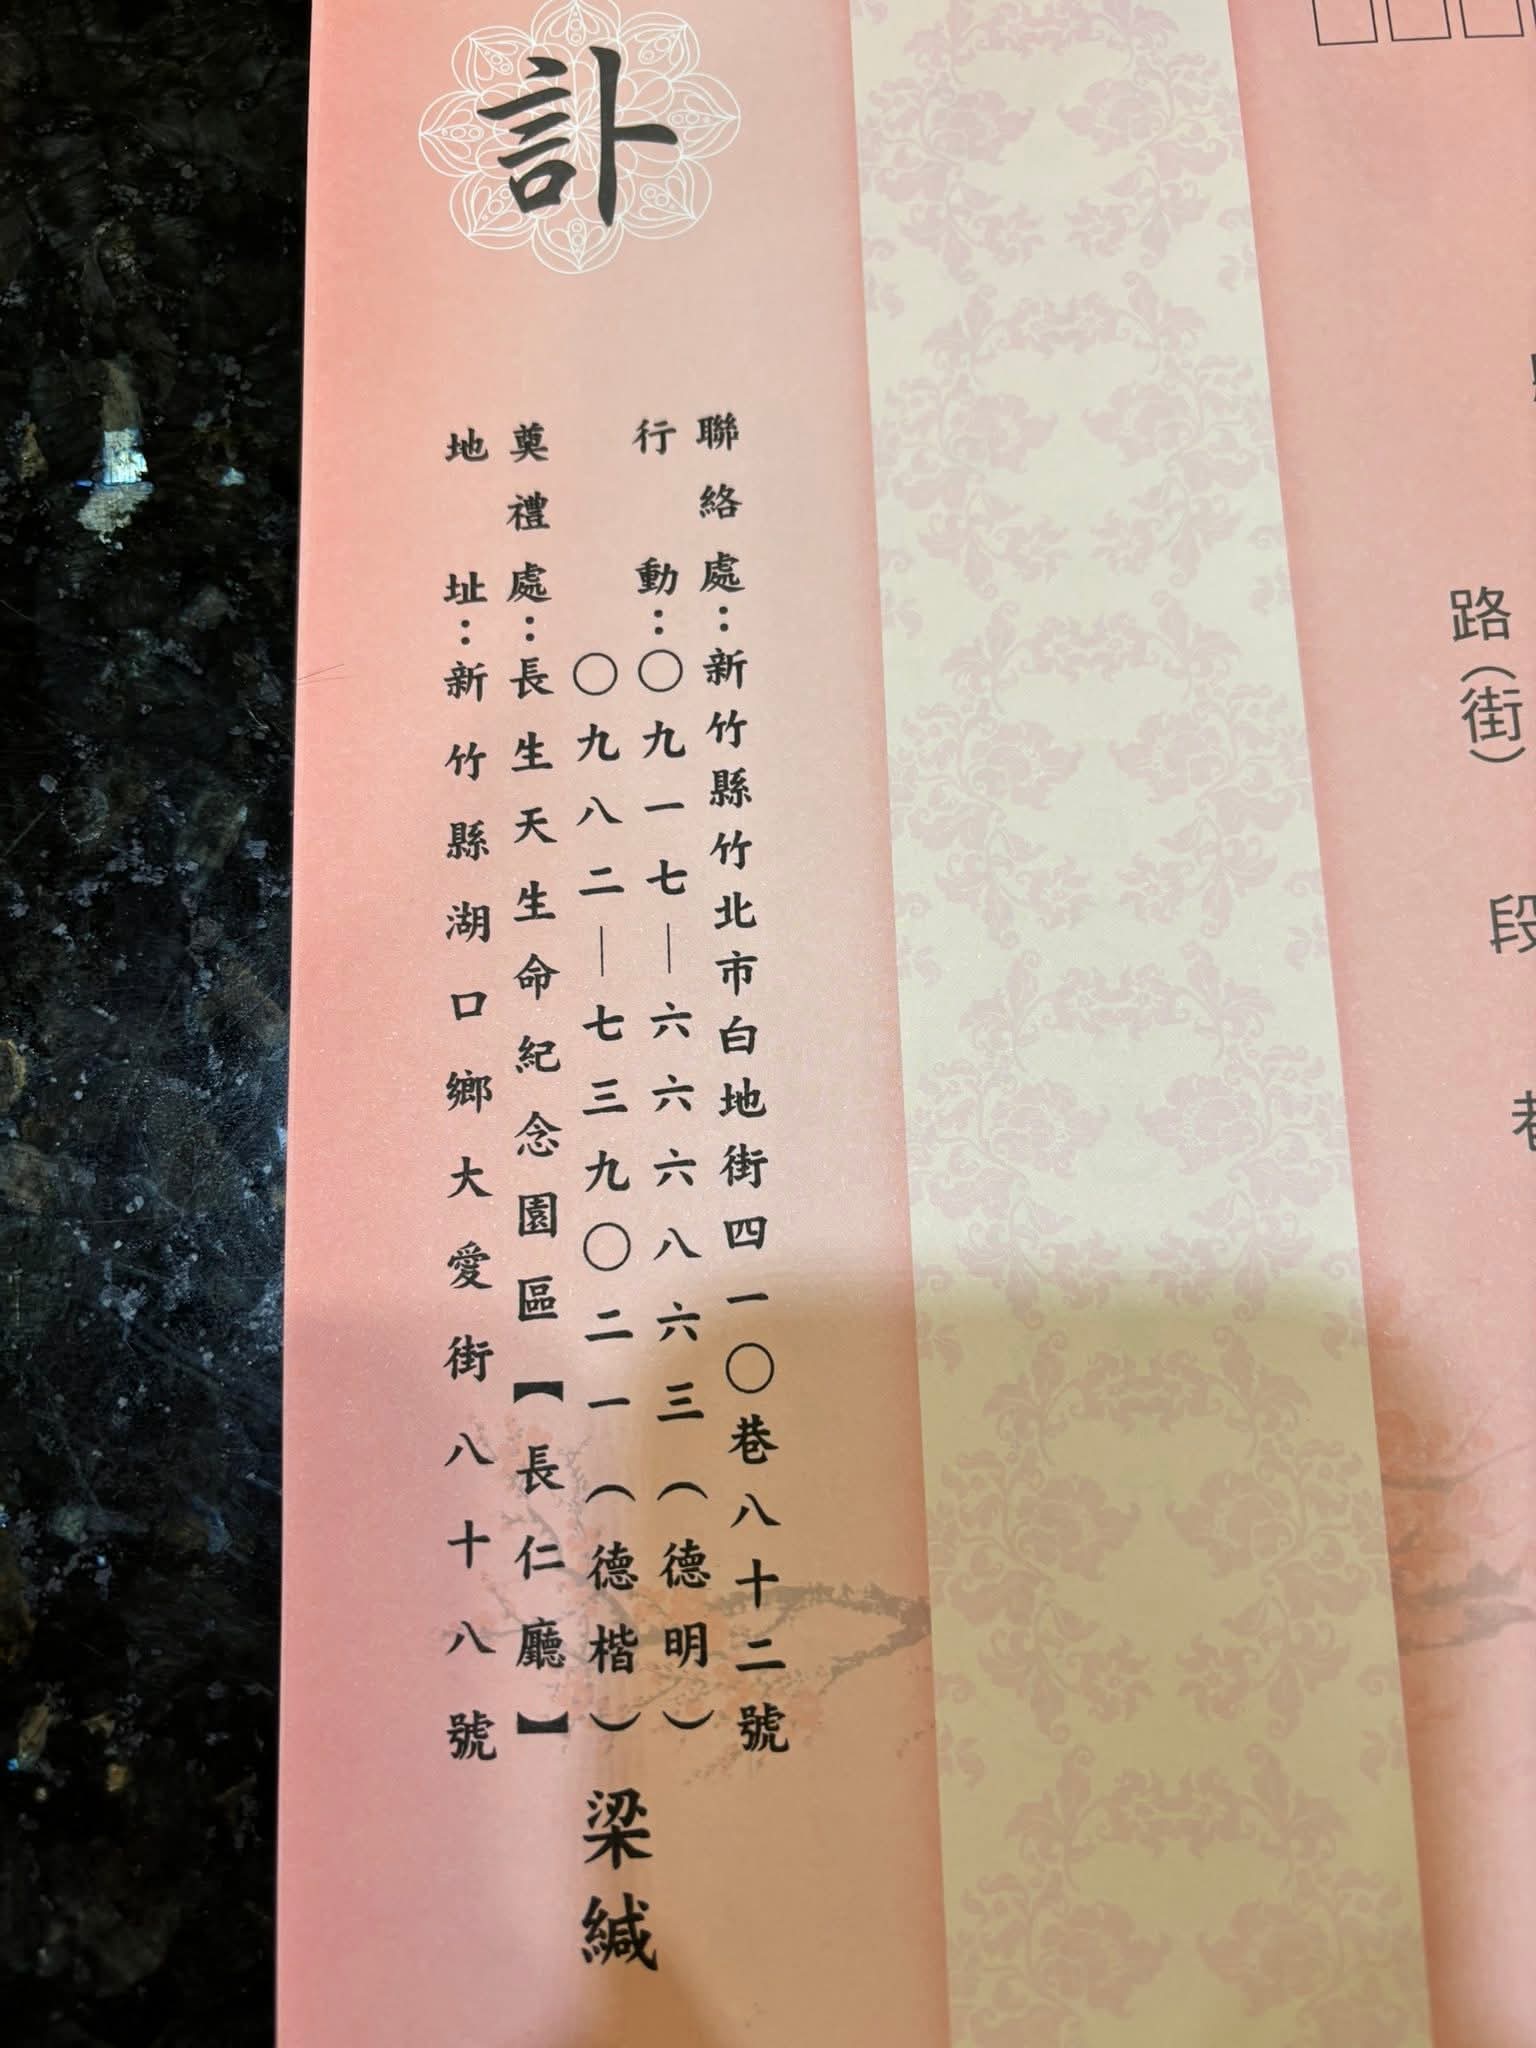 路(街)
段
訃
聯絡處：新竹縣竹北市白地街四一〇巷八十二號
行動：〇九一七—六六六八六三（德明）
〇九八二—七三九〇二一（德楷）
奠禮處：長生天生命紀念園區【長仁廳】
地址：新竹縣湖口鄉大愛街八十八號
梁緘